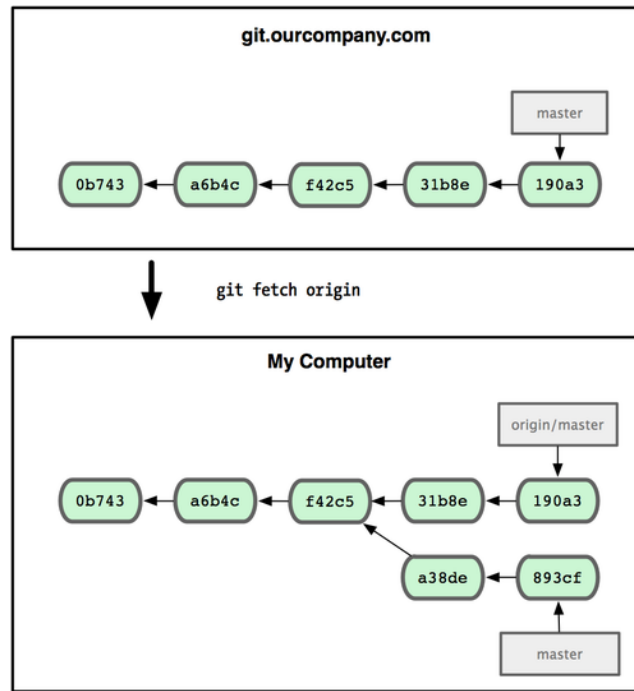 git.ourcompany.com
master
0b743 a6b4c f42c5 31b8e 190a3
git fetch origin
My Computer
origin/master
0b743 a6b4c f42c5 31b8e 190a3
a38de 893cf
master